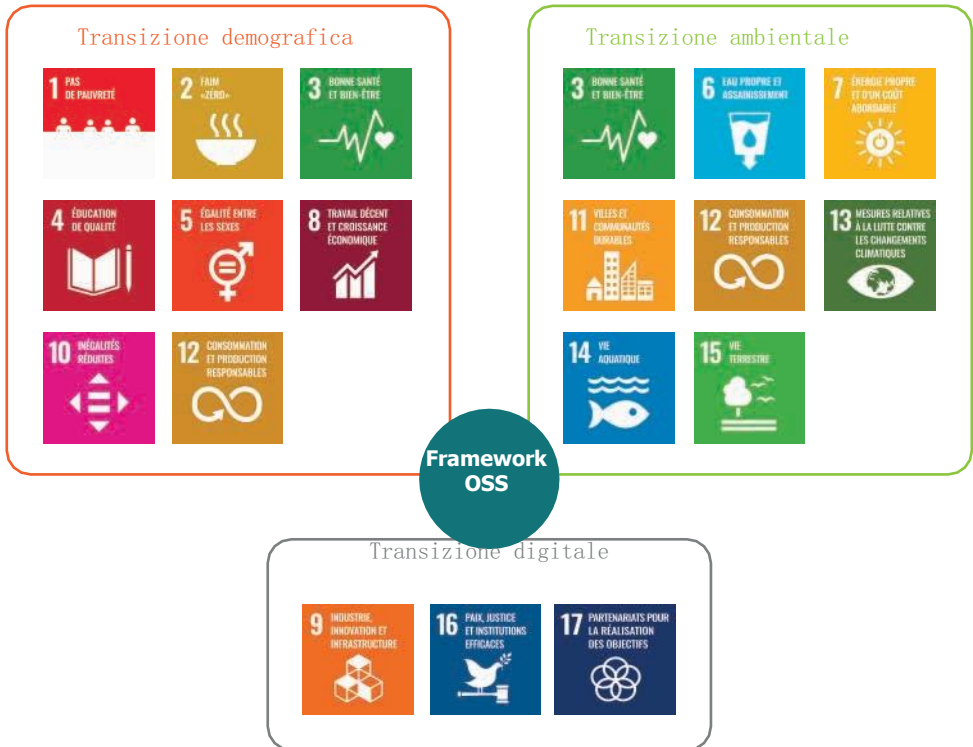 Transizione demografica
1 PAS
DE PAUVRETÉ
2 FAIM
«ZÉRO»
3 BONNE SANTÉ
ET BIEN-ÊTRE
4 ÉDUCATION
DE QUALITÉ
5 ÉGALITÉ ENTRE
LES SEXES
8 TRAVAIL DÉCENT
ET CROISSANCE
ÉCONOMIQUE
10 INÉGALITÉS
RÉDUITES
12 CONSOMMATION
ET PRODUCTION
RESPONSABLES
Transizione ambientale
3 BONNE SANTÉ
ET BIEN-ÊTRE
6 EAU PROPRE ET
ASSAINISSEMENT
7 ÉNERGIE PROPRE
ET D'UN COÛT
ABORDABLE
11 VILLES ET
COMMUNAUTÉS
DURABLES
12 CONSOMMATION
ET PRODUCTION
RESPONSABLES
13 MESURES RELATIVES
À LA LUTTE CONTRE
LES CHANGEMENTS
CLIMATIQUES
14 VIE
AQUATIQUE
15 VIE
TERRESTRE
Framework
OSS
Transizione digitale
9 INDUSTRIE,
INNOVATION ET
INFRASTRUCTURE
16 PAIX, JUSTICE
ET INSTITUTIONS
EFFICACES
17 PARTENARIATS POUR
LA RÉALISATION
DES OBJECTIFS